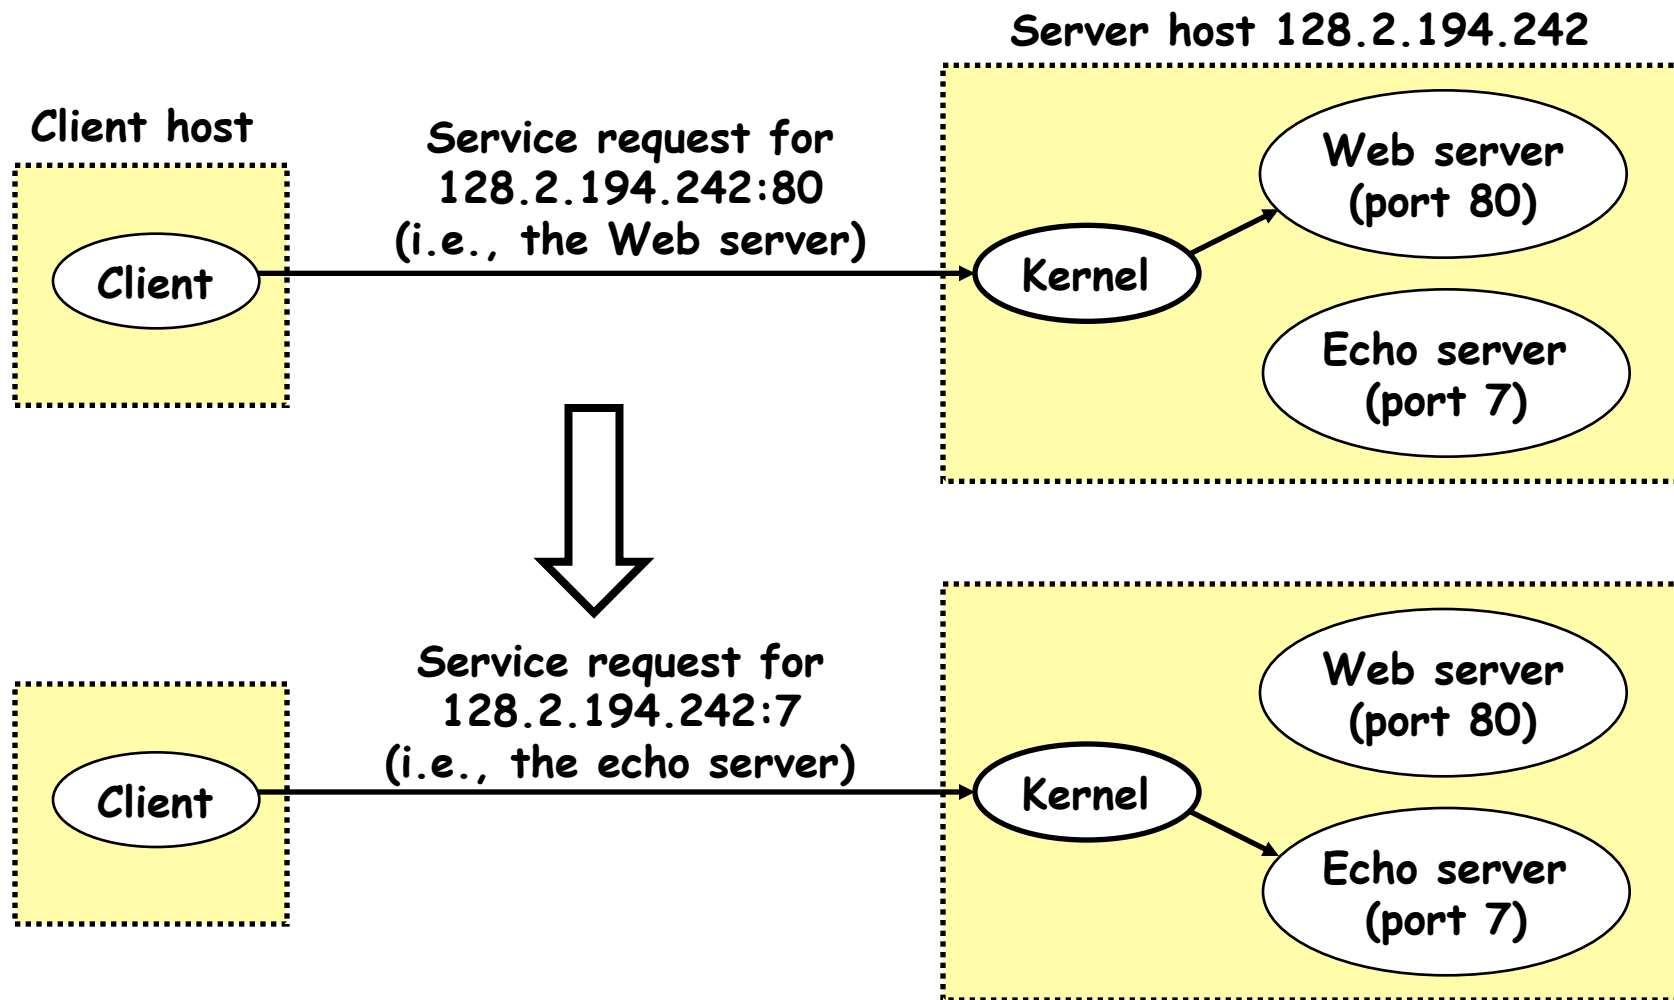 Server host 128.2.194.242
Client host
Service request for
128.2.194.242:80
(i.e., the Web server)
Client
Kernel
Web server
(port 80)
Echo server
(port 7)
Service request for
128.2.194.242:7
(i.e., the echo server)
Client
Kernel
Web server
(port 80)
Echo server
(port 7)